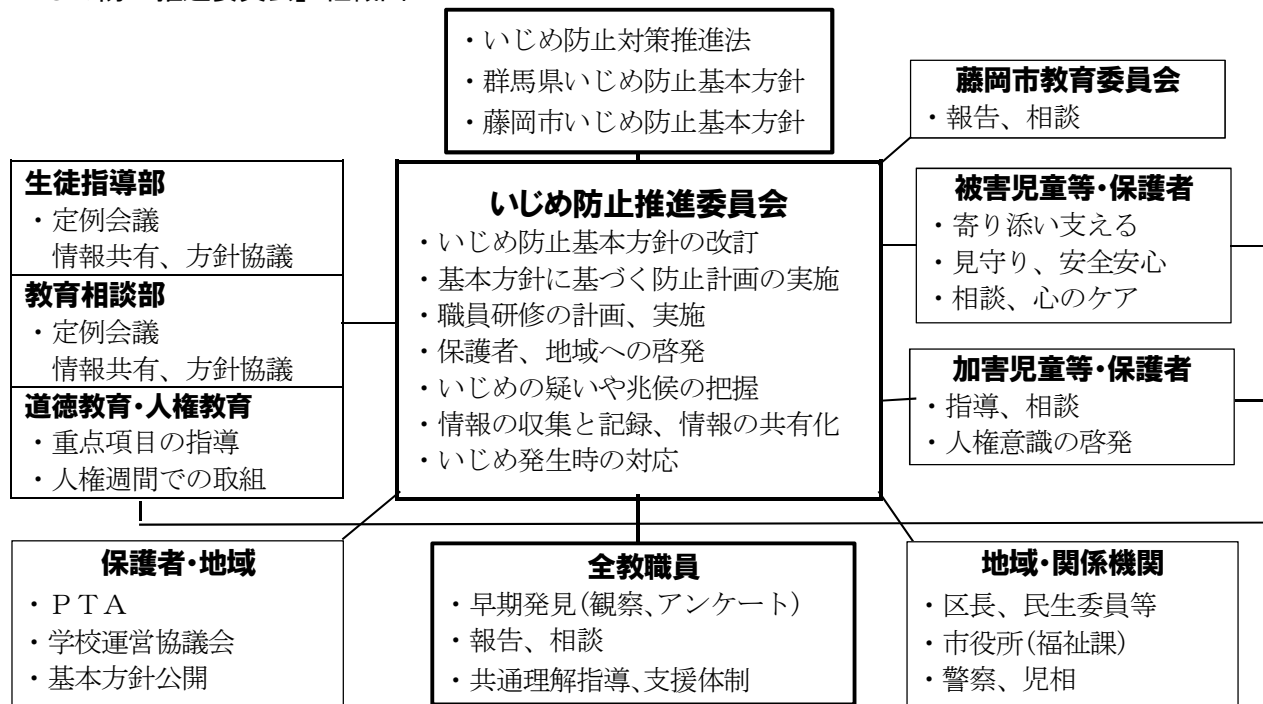 ・いじめ防止対策推進法
・群馬県いじめ防止基本方針
・藤岡市いじめ防止基本方針
藤岡市教育委員会
・報告、相談
生徒指導部
・定例会議
情報共有、方針協議
教育相談部
・定例会議
情報共有、方針協議
道徳教育・人権教育
・重点項目の指導
・人権週間での取組
いじめ防止推進委員会
・いじめ防止基本方針の改訂
・基本方針に基づく防止計画の実施
・職員研修の計画、実施
・保護者、地域への啓発
・いじめの疑いや兆候の把握
・情報の収集と記録、情報の共有化
・いじめ発生時の対応
被害児童等・保護者
・寄り添い支える
・見守り、安全安心
・相談、心のケア
加害児童等・保護者
・指導、相談
・人権意識の啓発
保護者・地域
・ＰＴＡ
・学校運営協議会
・基本方針公開
全教職員
・早期発見(観察、アンケート)
・報告、相談
・共通理解指導、支援体制
地域・関係機関
・区長、民生委員等
・市役所(福祉課)
・警察、児相